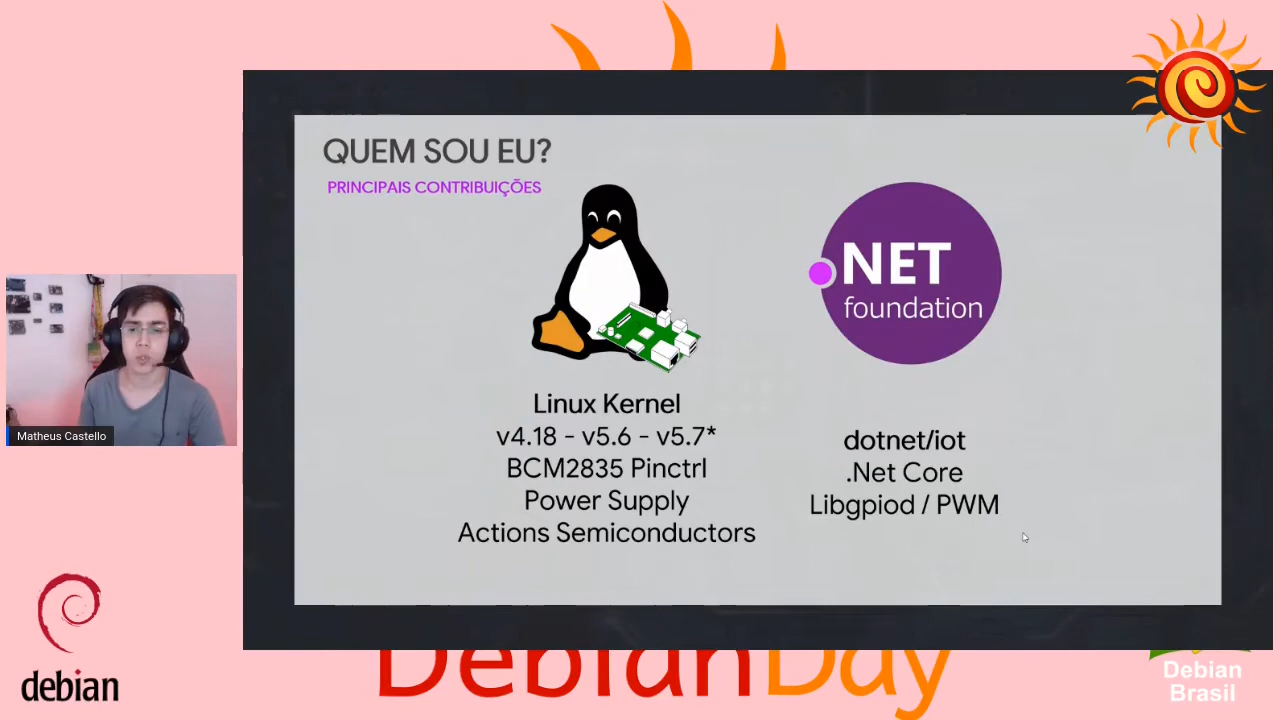 QUEM SOU EU?
PRINCIPAIS CONTRIBUIÇÕES
.NET
foundation
Linux Kernel
v4.18 - v5.6 - v5.7*
BCM2835 Pinctrl
Power Supply
Actions Semiconductors
dotnet/iot
.Net Core
Libgpiod / PWM
Matheus Castello
debian
DebianDay
Debian
Brasil